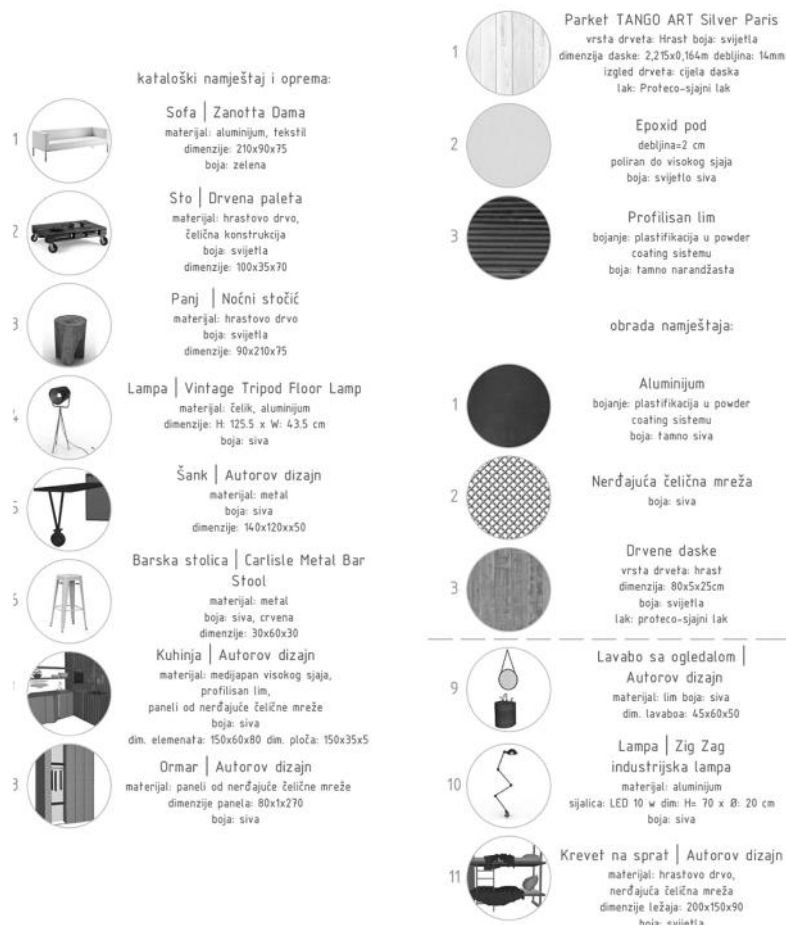 kataloški namještaj i oprema:
1
Sofa | Zanotta Dama
materijal: aluminijum, tekstil
dimenzije: 210x90x75
boja: zelena
2
Sto | Drvena paleta
materijal: hrastovo drvo,
čelična konstrukcija
boja: svijetla
dimenzije: 100x35x70
3
Panj | Noćni stočić
materijal: hrastovo drvo
boja: svijetla
dimenzije: 90x210x75
4
Lampa | Vintage Tripod Floor Lamp
materijal: čelik, aluminijum
dimenzije: H: 125.5 x W: 43.5 cm
boja: siva
5
Šank | Autorov dizajn
materijal: metal
boja: siva
dimenzije: 140x120xx50
6
Barska stolica | Carlisle Metal Bar
Stool
materijal: metal
boja: siva, crvena
dimenzije: 30x60x30
Kuhinja | Autorov dizajn
materijal: medijapan visokog sjaja,
profilisan lim,
paneli od nerđajuće čelične mreže
boja: siva
dim. elemenata: 150x60x80 dim. ploča: 150x35x5
8
Ormar | Autorov dizajn
materijal: paneli od nerđajuće čelične mreže
dimenzije panela: 80x1x270
boja: siva
1
Parket TANGO ART Silver Paris
vrsta drveta: Hrast boja: svijetla
dimenzija daske: 2,215x0,164m debljina: 14mm
izgled drveta: cijela daska
lak: Proteco-sjajni lak
2
Epoxid pod
debljina=2 cm
poliran do visokog sjaja
boja: svijetlo siva
3
Profilisan lim
bojanje: plastifikacija u powder
coating sistemu
boja: tamno narandžasta
obrada namještaja:
1
Aluminijum
bojanje: plastifikacija u powder
coating sistemu
boja: tamno siva
2
Nerđajuća čelična mreža
boja: siva
3
Drvene daske
vrsta drveta: hrast
dimenzija: 80x5x25cm
boja: svijetla
lak: proteco-sjajni lak
9
Lavabo sa ogledalom |
Autorov dizajn
materijal: lim boja: siva
dim. lavaboa: 45x60x50
10
Lampa | Zig Zag
industrijska lampa
materijal: aluminijum
sijalica: LED 10 w dim: H= 70 x Ø: 20 cm
boja: siva
11
Krevet na sprat | Autorov dizajn
materijal: hrastovo drvo,
nerđajuća čelična mreža
dimenzije ležaja: 200x150x90
boja: svijetla